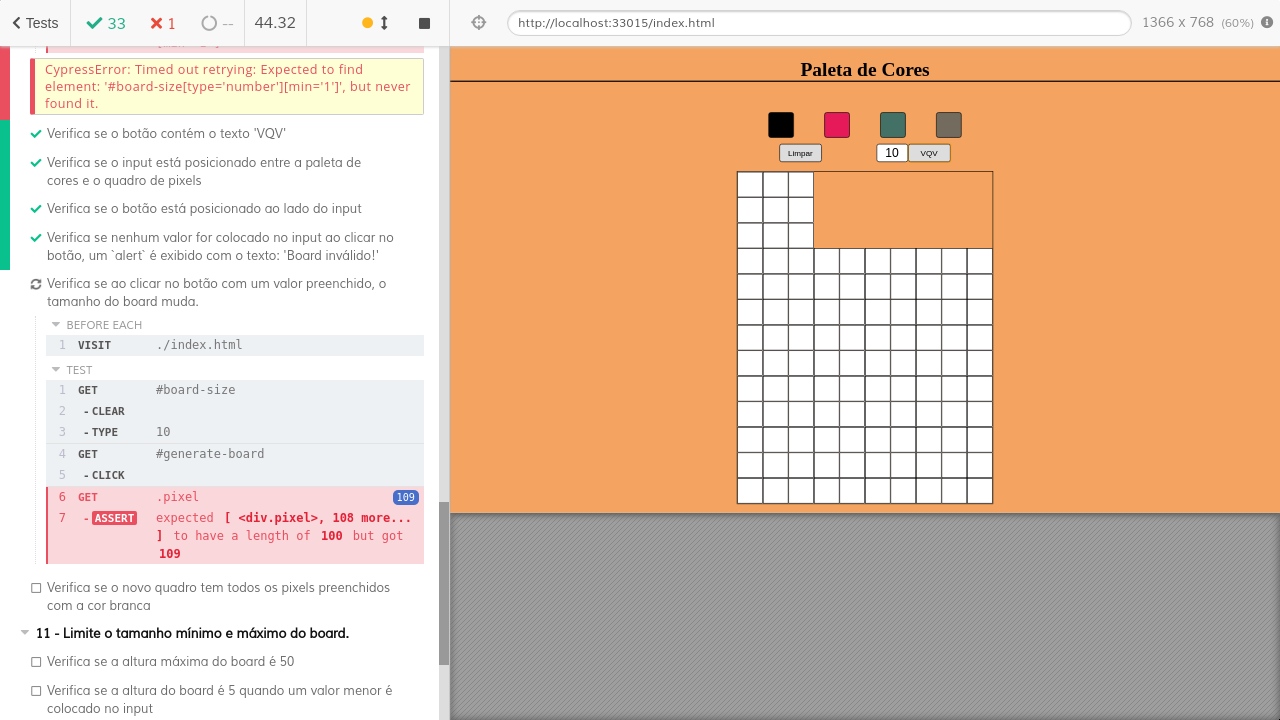 Tests
33
1
--
44.32
http://localhost:33015/index.html
1366 x 768 (60%)
CypressError: Timed out retrying: Expected to find
element: '#board-size[type='number'][min='1']', but never
found it.
Verifica se o botão contém o texto 'VQV'
Verifica se o input está posicionado entre a paleta de
cores e o quadro de pixels
Verifica se o botão está posicionado ao lado do input
Verifica se nenhum valor for colocado no input ao clicar no
botão, um `alert` é exibido com o texto: 'Board inválido!'
Verifica se ao clicar no botão com um valor preenchido, o
tamanho do board muda.
BEFORE EACH
1 VISIT ./index.html
TEST
1 GET #board-size
2 -CLEAR
3 -TYPE 10
4 GET #generate-board
5 -CLICK
6 GET .pixel 109
7 -ASSERT expected [ <div.pixel>, 108 more...
] to have a length of 100 but got
109
Verifica se o novo quadro tem todos os pixels preenchidos
com a cor branca
11 - Limite o tamanho mínimo e máximo do board.
Verifica se a altura máxima do board é 50
Verifica se a altura do board é 5 quando um valor menor é
colocado no input
Paleta de Cores
Limpar
10
VQV